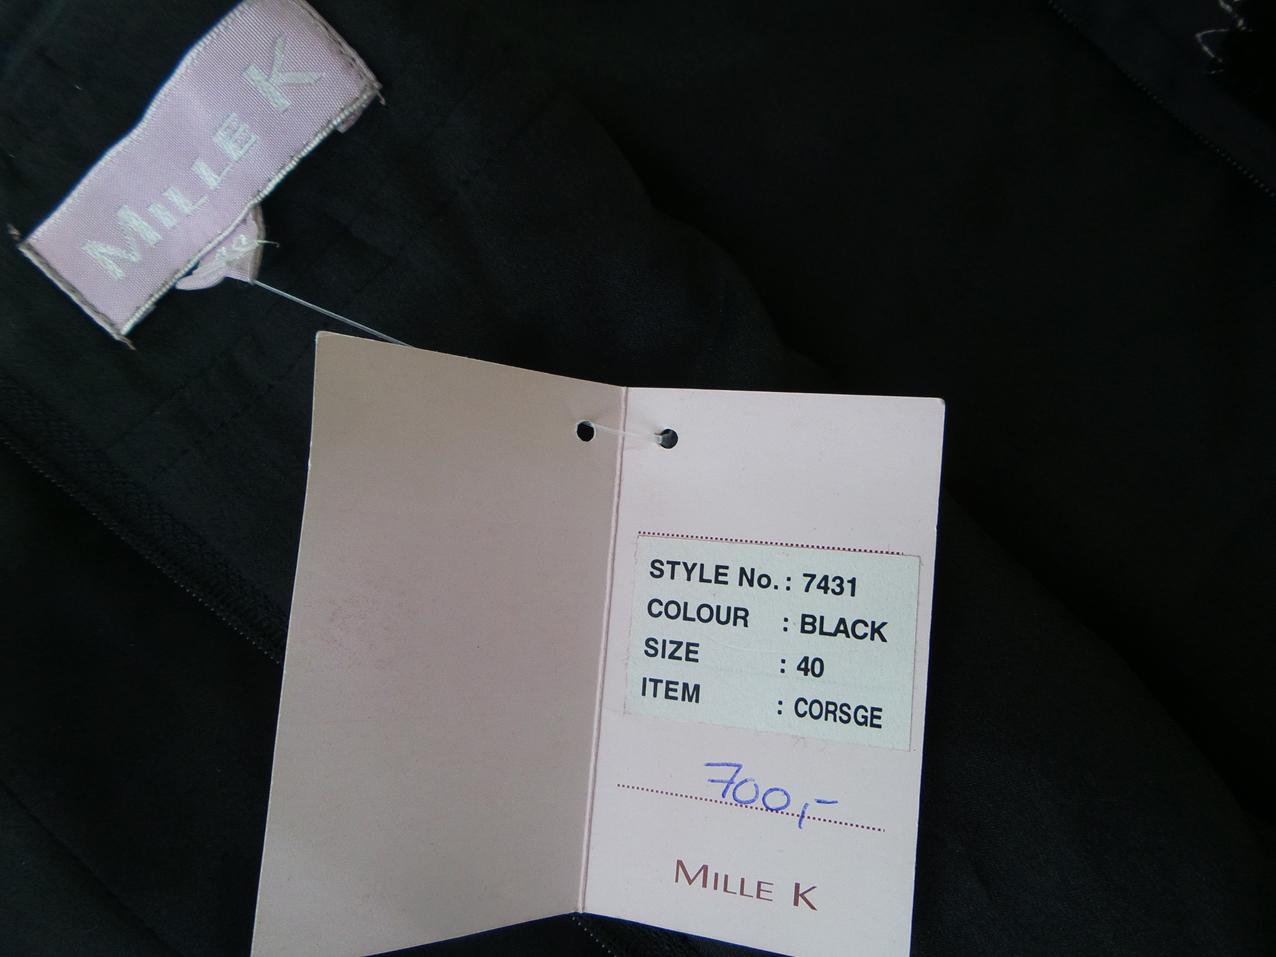 MILLE K
STYLE No. : 7431
COLOUR : BLACK
SIZE : 40
ITEM : CORSGE
700,-
MILLE K